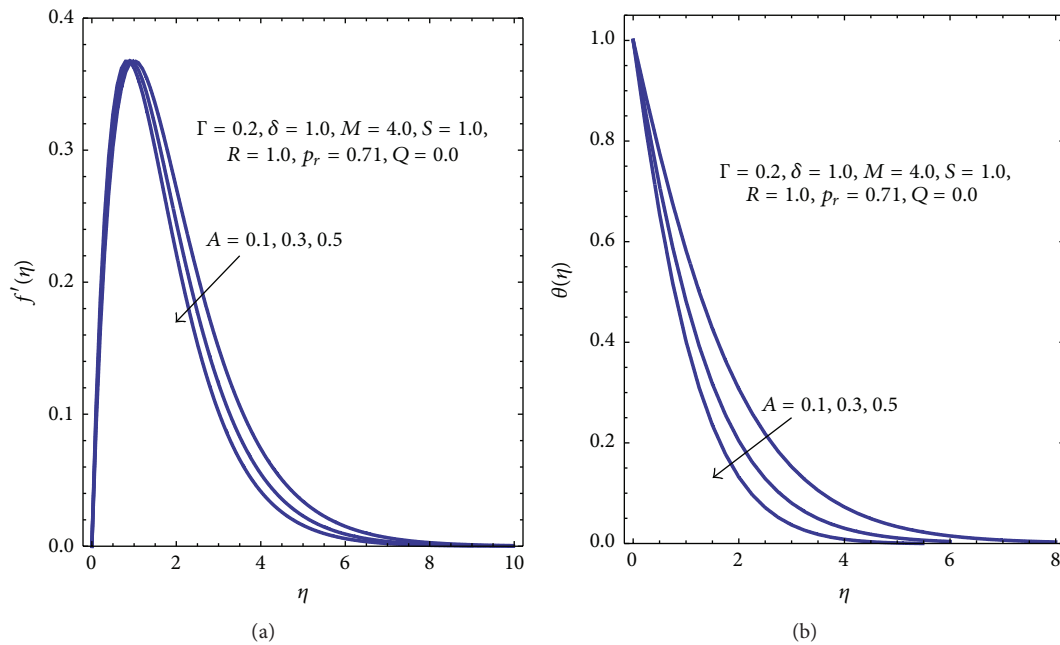 0.4
0.3
0.2
0.1
0.0
f′(η)
Γ = 0.2, δ = 1.0, M = 4.0, S = 1.0,
R = 1.0, pᵣ = 0.71, Q = 0.0
A = 0.1, 0.3, 0.5
0 2 4 6 8 10
η
(a)
1.0
0.8
0.6
0.4
0.2
0.0
θ(η)
Γ = 0.2, δ = 1.0, M = 4.0, S = 1.0,
R = 1.0, pᵣ = 0.71, Q = 0.0
A = 0.1, 0.3, 0.5
0 2 4 6 8
η
(b)